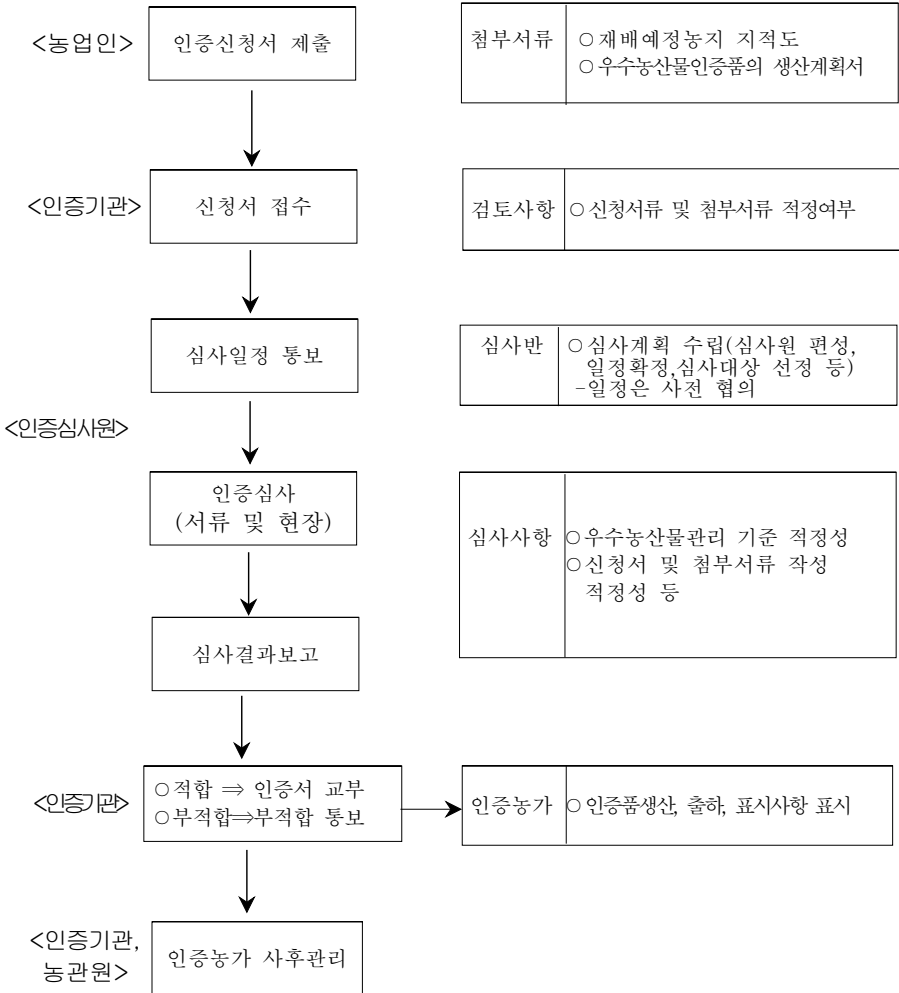 <농업인>
인증신청서 제출
첨부서류
○재배예정농지 지적도
○우수농산물인증품의 생산계획서
<인증기관>
신청서 접수
검토사항
○신청서류 및 첨부서류 적정여부
심사일정 통보
심사반
○심사계획 수립(심사원 편성,
일정확정,심사대상 선정 등)
-일정은 사전 협의
<인증심사원>
인증심사
(서류 및 현장)
심사사항
○우수농산물관리 기준 적정성
○신청서 및 첨부서류 작성
적정성 등
심사결과보고
<인증기관>
○적합 ⇒ 인증서 교부
○부적합⇒부적합 통보
인증농가
○인증품생산, 출하, 표시사항 표시
<인증기관,
농관원>
인증농가 사후관리